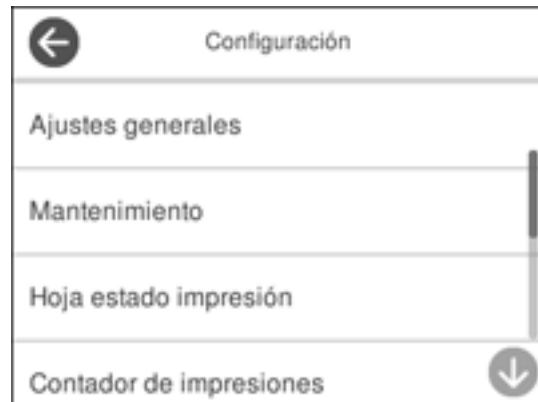 Configuración
Ajustes generales
Mantenimiento
Hoja estado impresión
Contador de impresiones